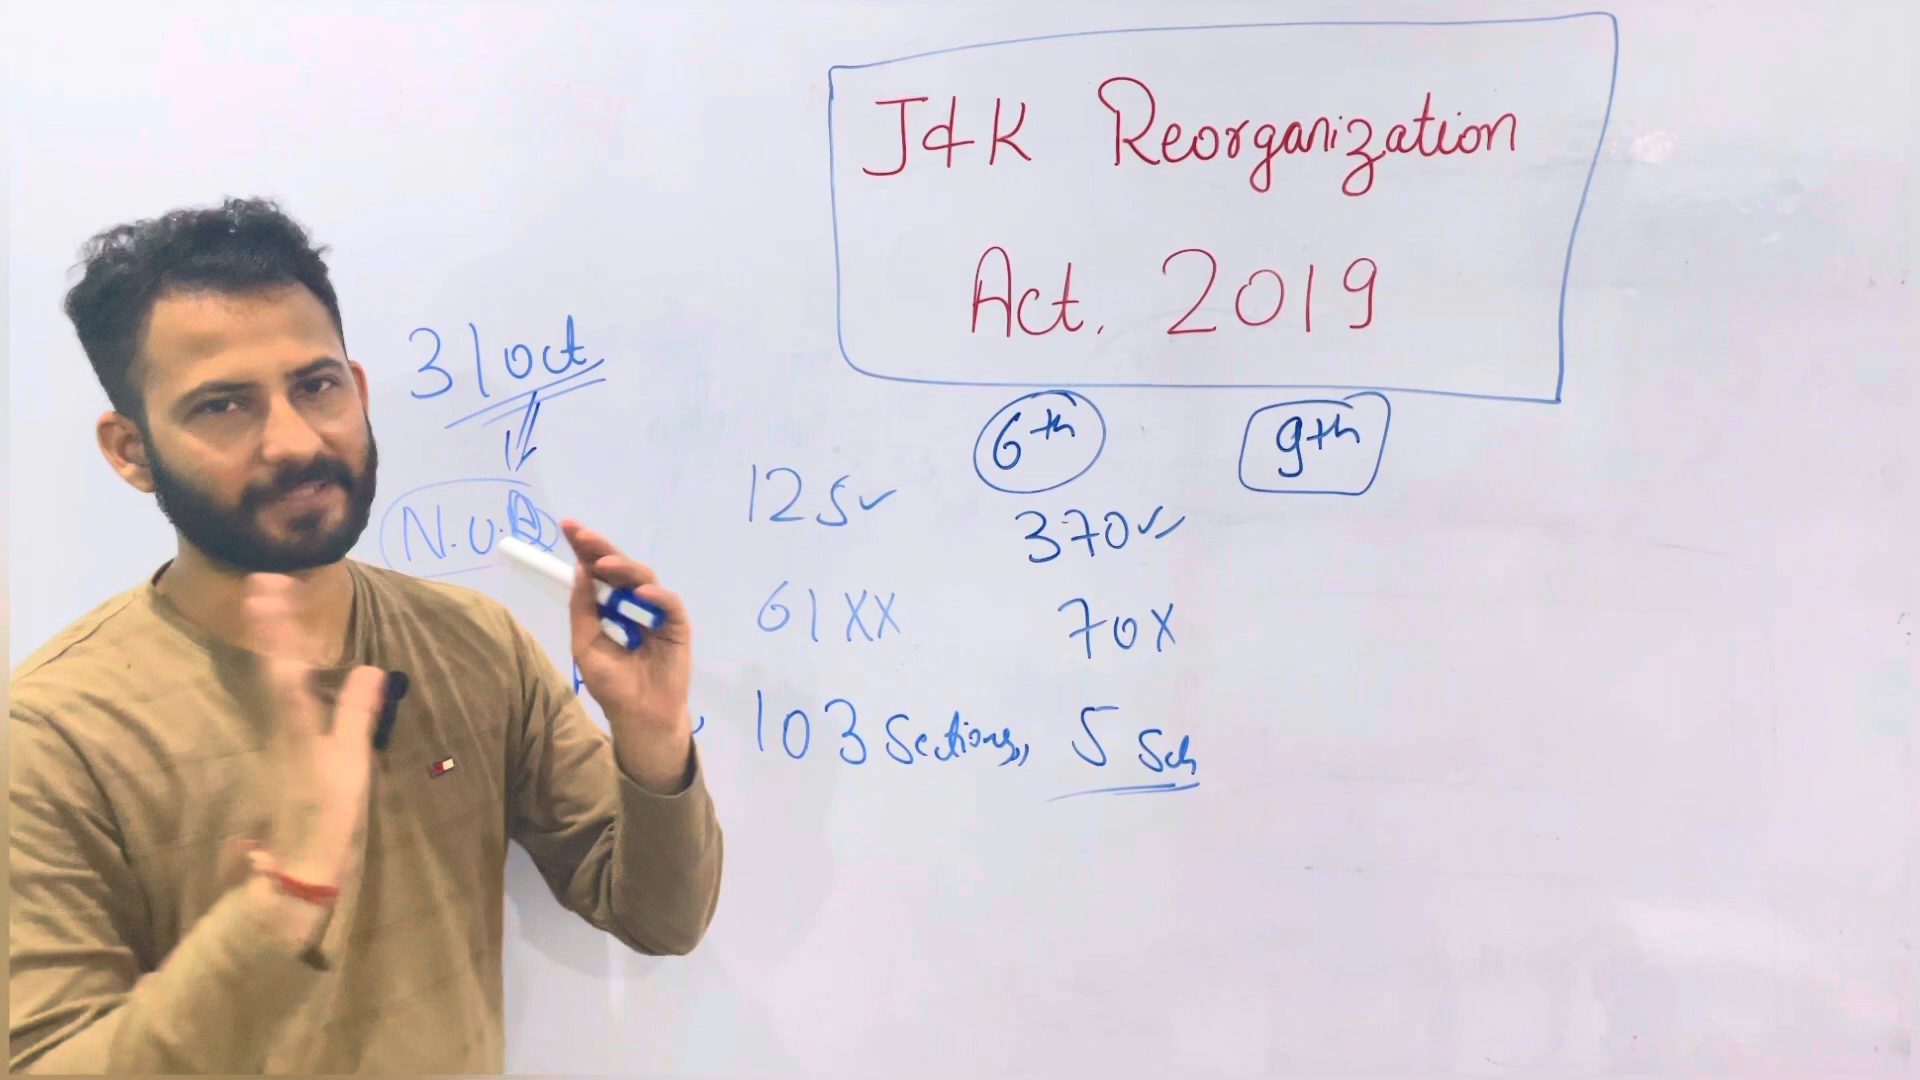 J&K Reorganization
Act. 2019
31 oct
6th
9th
N.U.
125✓
370✓
61XX
70X
103 Sections,, 5 Sch